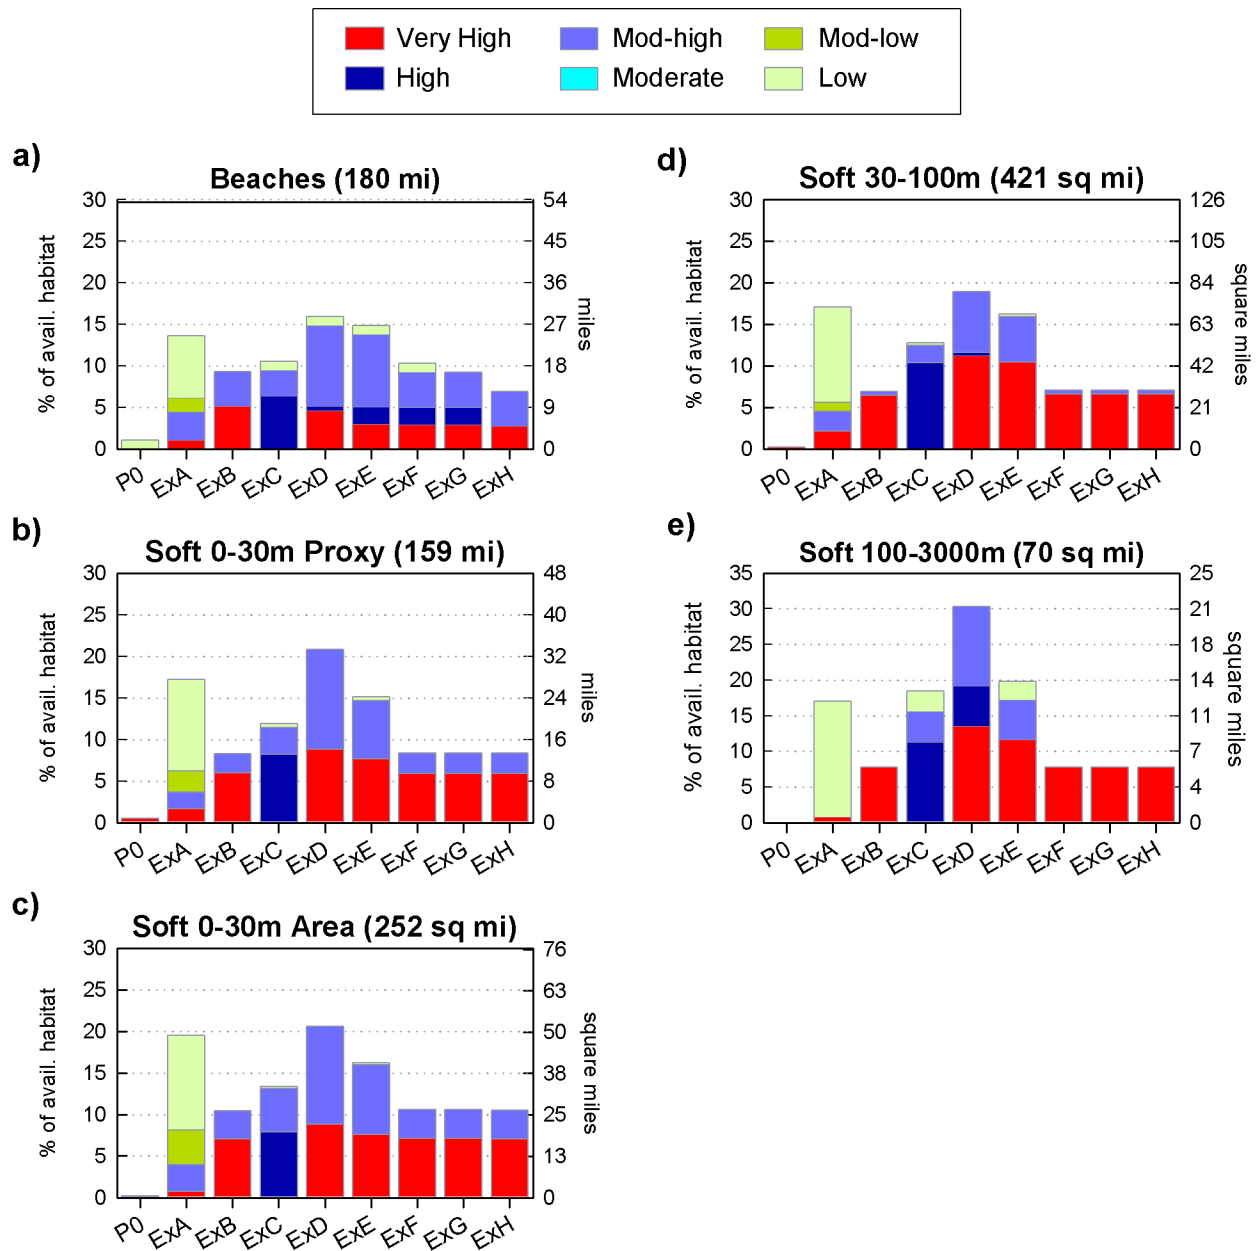 Very High Mod-high Mod-low
High Moderate Low
a)
Beaches (180 mi)
% of avail. habitat
30
25
20
15
10
5
0
54
45
36
27
18
9
0
miles
P0 ExA ExB ExC ExD ExE ExF ExG ExH
b)
Soft 0-30m Proxy (159 mi)
% of avail. habitat
30
25
20
15
10
5
0
48
40
32
24
16
8
0
miles
P0 ExA ExB ExC ExD ExE ExF ExG ExH
c)
Soft 0-30m Area (252 sq mi)
% of avail. habitat
30
25
20
15
10
5
0
76
63
50
38
25
13
0
square miles
P0 ExA ExB ExC ExD ExE ExF ExG ExH
d)
Soft 30-100m (421 sq mi)
% of avail. habitat
30
25
20
15
10
5
0
126
105
84
63
42
21
0
square miles
P0 ExA ExB ExC ExD ExE ExF ExG ExH
e)
Soft 100-3000m (70 sq mi)
% of avail. habitat
35
30
25
20
15
10
5
0
25
21
18
14
11
7
4
0
square miles
P0 ExA ExB ExC ExD ExE ExF ExG ExH